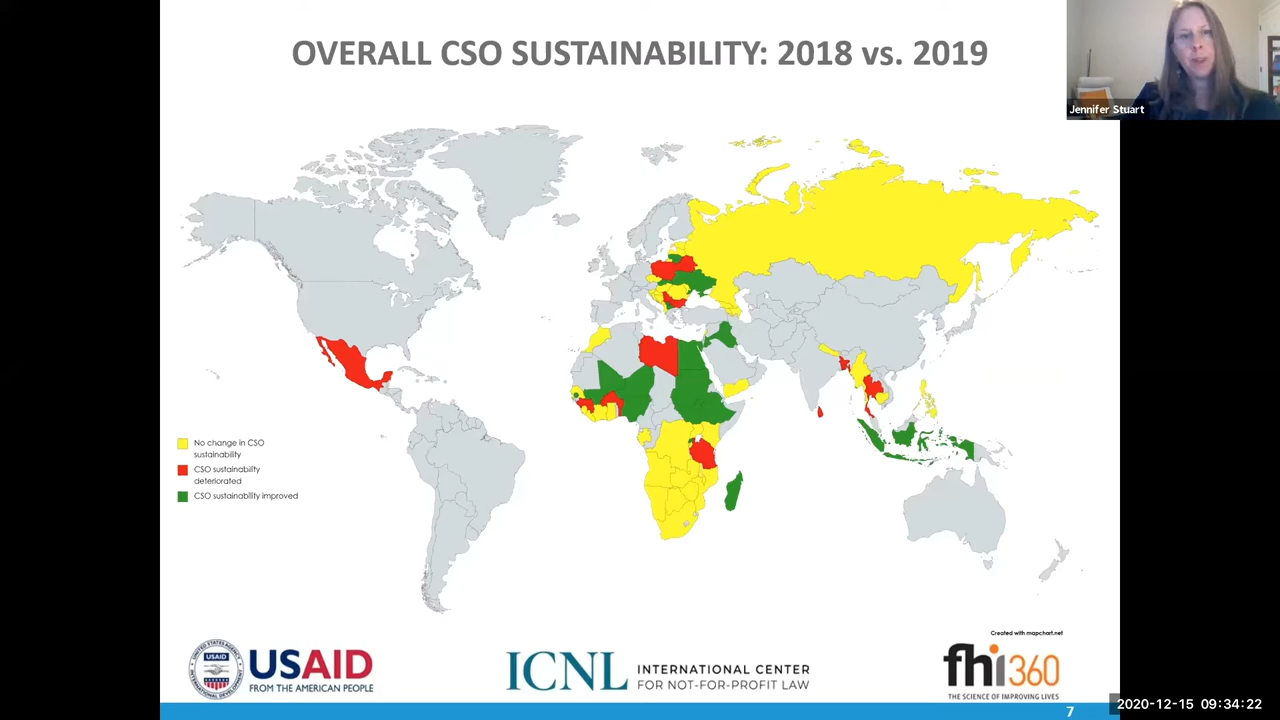 OVERALL CSO SUSTAINABILITY: 2018 vs. 2019
Jennifer Stuart
No change in CSO
sustainability
CSO sustainabilty
deteriorated
CSO sustainability improved
Created with mapchart.net
USAID
USAID
FROM THE AMERICAN PEOPLE
ICNL
INTERNATIONAL CENTER
FOR NOT-FOR-PROFIT LAW
fhi360
THE SCIENCE OF IMPROVING LIVES
7
2020-12-15 09:34:22